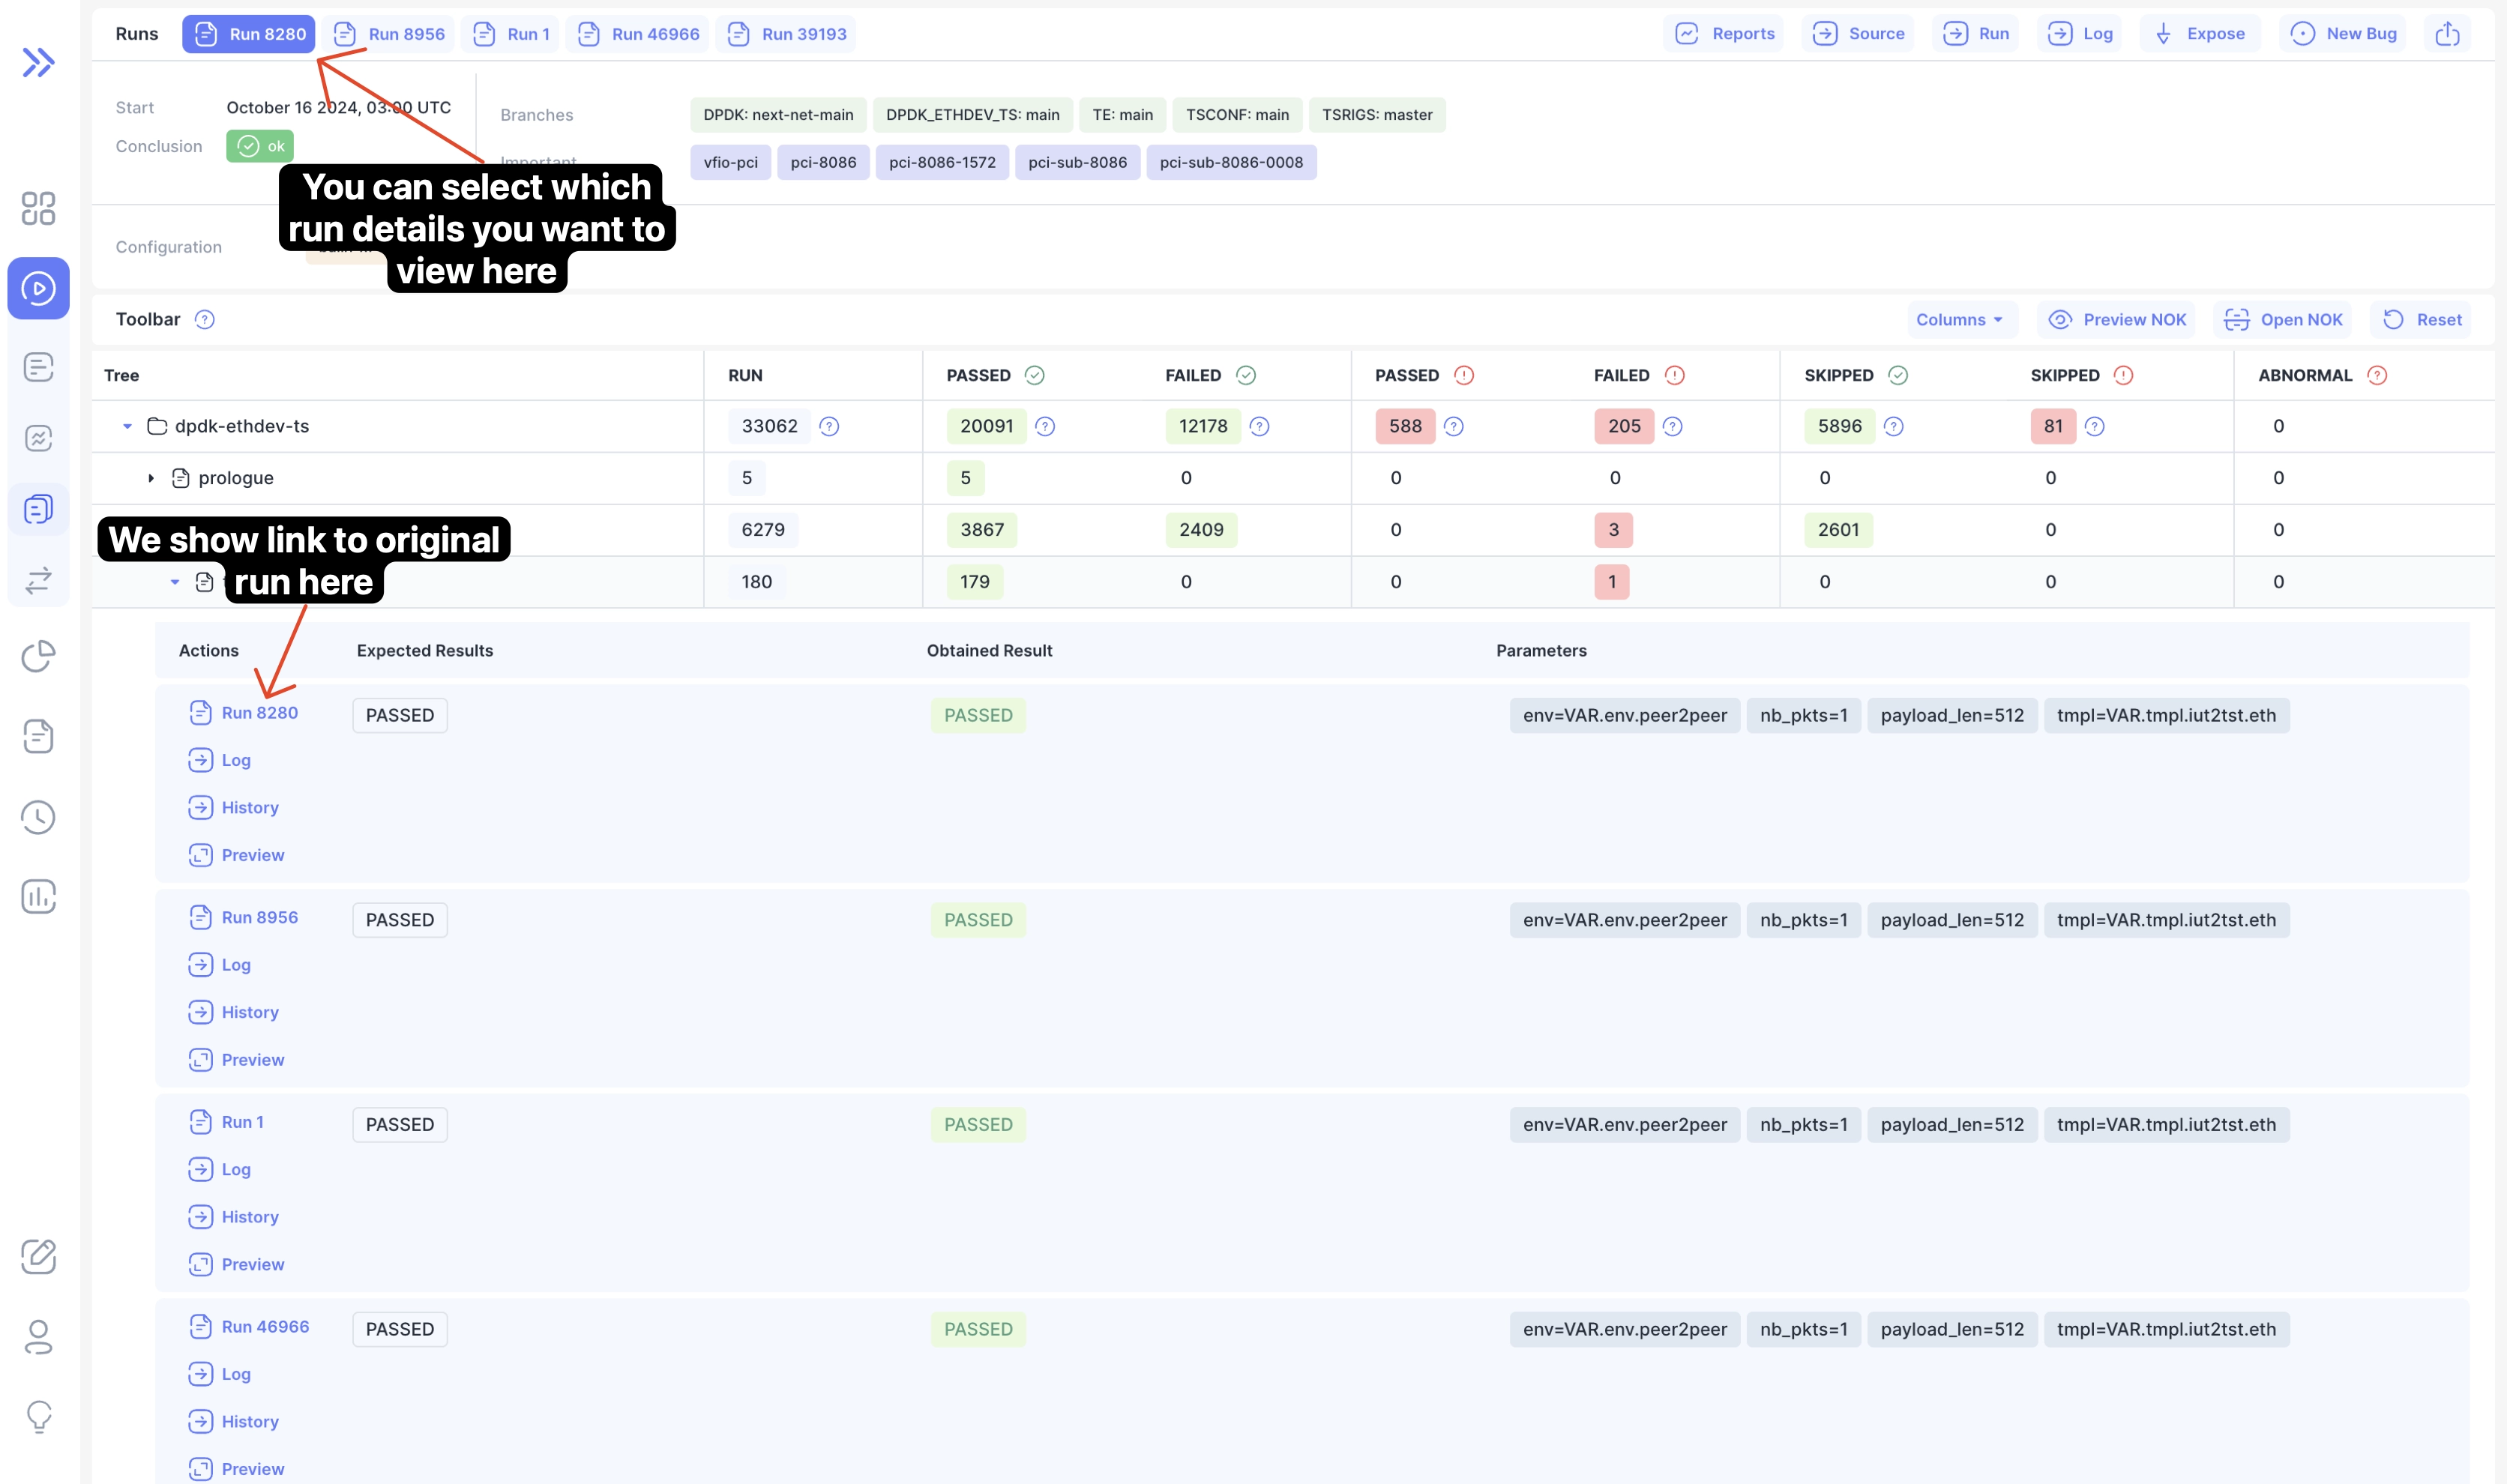 Runs Run 8280 Run 8956 Run 1 Run 46966 Run 39193 Reports Source Run Log Expose New Bug
Start October 16 2024, 03:00 UTC
Conclusion ok
Branches DPDK: next-net-main DPDK_ETHDEV_TS: main TE: main TSCONF: main TSRIGS: master
Important vfio-pci pci-8086 pci-8086-1572 pci-sub-8086 pci-sub-8086-0008
You can select which
run details you want to
view here
Configuration
Toolbar Columns Preview NOK Open NOK Reset
Tree RUN PASSED FAILED PASSED FAILED SKIPPED SKIPPED ABNORMAL
dpdk-ethdev-ts 33062 20091 12178 588 205 5896 81 0
prologue 5 5 0 0 0 0 0 0
6279 3867 2409 0 3 2601 0 0
We show link to original
run here
180 179 0 0 1 0 0 0
Actions Expected Results Obtained Result Parameters
Run 8280 PASSED PASSED env=VAR.env.peer2peer nb_pkts=1 payload_len=512 tmpl=VAR.tmpl.iut2tst.eth
Log
History
Preview
Run 8956 PASSED PASSED env=VAR.env.peer2peer nb_pkts=1 payload_len=512 tmpl=VAR.tmpl.iut2tst.eth
Log
History
Preview
Run 1 PASSED PASSED env=VAR.env.peer2peer nb_pkts=1 payload_len=512 tmpl=VAR.tmpl.iut2tst.eth
Log
History
Preview
Run 46966 PASSED PASSED env=VAR.env.peer2peer nb_pkts=1 payload_len=512 tmpl=VAR.tmpl.iut2tst.eth
Log
History
Preview